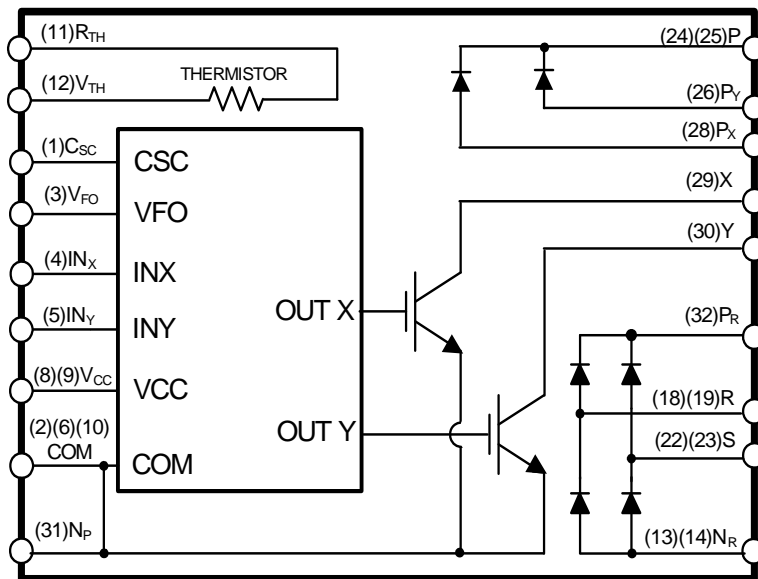 (11)RTH
(12)VTH
THERMISTOR
(1)CSC
(3)VFO
(4)INX
(5)INY
(8)(9)VCC
(2)(6)(10)
COM
(31)NP
CSC
VFO
INX
INY
VCC
COM
OUT X
OUT Y
(24)(25)P
(26)PY
(28)PX
(29)X
(30)Y
(32)PR
(18)(19)R
(22)(23)S
(13)(14)NR